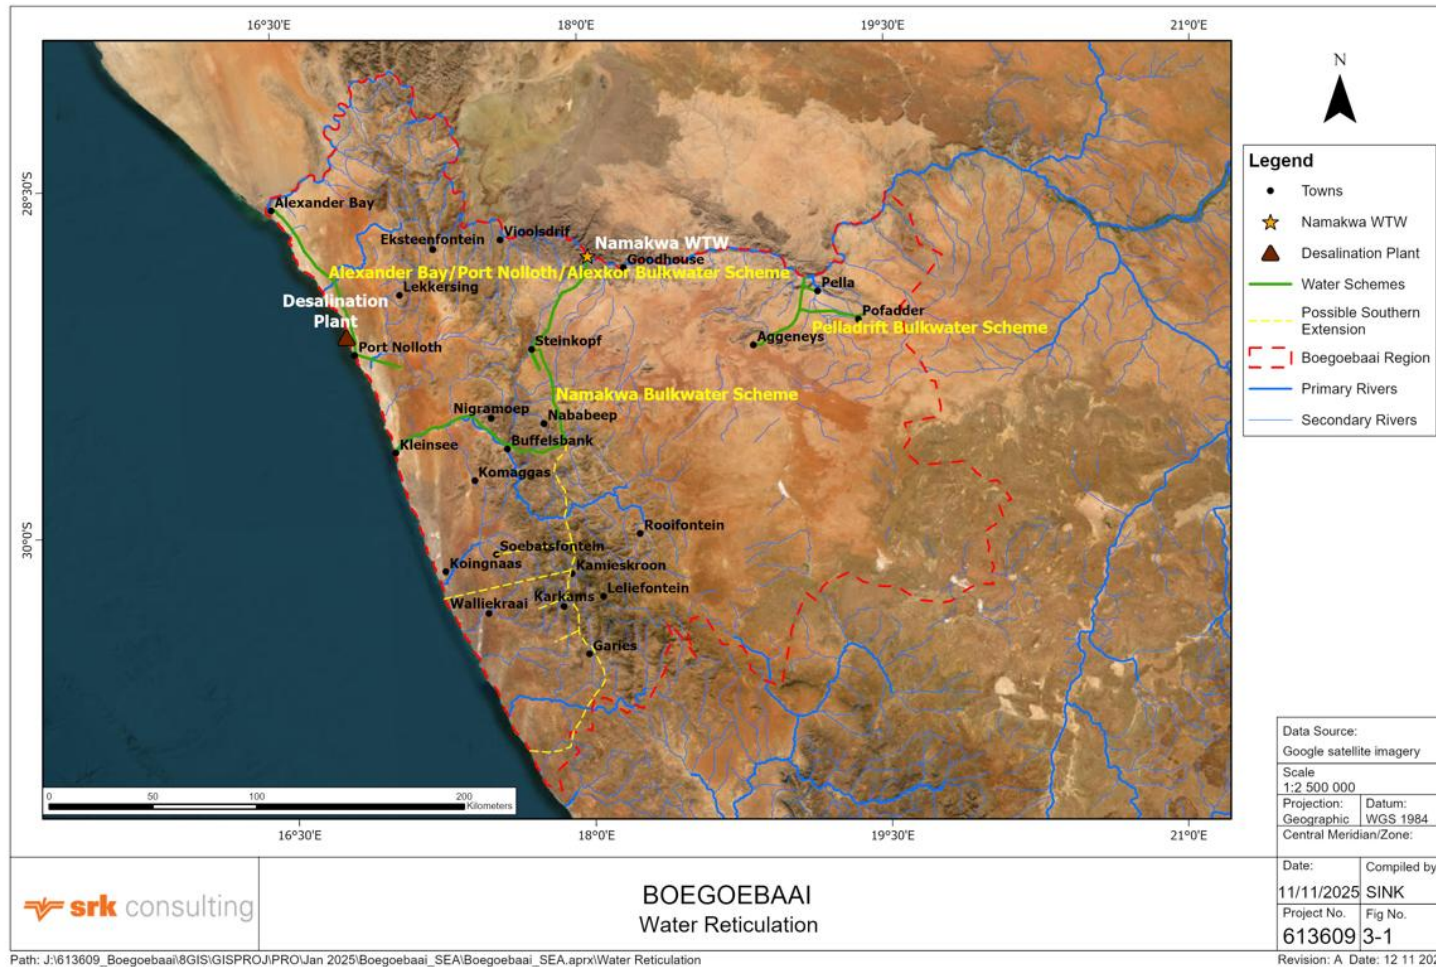 16°30'E
18°0'E
19°30'E
21°0'E
28°30'S
30°0'S
Alexander Bay
Eksteenfontein
Vioolsdrif
Namakwa WTW
Goodhouse
Alexander Bay/Port Nolloth/Alexkor Bulkwater Scheme
Lekkersing
Desalination
Plant
Port Nolloth
Pella
Pofadder
Pelladrift Bulkwater Scheme
Aggeneys
Steinkopf
Namakwa Bulkwater Scheme
Nigramoep
Nababeep
Kleinsee
Buffelsbank
Komaggas
Rooifontein
Soebatsfontein
Koingnaas
Kamieskroon
Leliefontein
Walliekraai
Karkams
Garies
0
50
100
200
Kilometers
16°30'E
18°0'E
19°30'E
21°0'E
N
Legend
Towns
Namakwa WTW
Desalination Plant
Water Schemes
Possible Southern
Extension
Boegoebaai Region
Primary Rivers
Secondary Rivers
Data Source:
Google satellite imagery
Scale
1:2 500 000
Projection:
Geographic
Datum:
WGS 1984
Central Meridian/Zone:
Date:
11/11/2025
Compiled by
SINK
Project No.
613609
Fig No.
3-1
srk consulting
BOEGOEBAAI
Water Reticulation
Path: J:\613609_Boegoebaai\8GIS\GISPROJ\PRO\Jan 2025\Boegoebaai_SEA\Boegoebaai_SEA.aprx\Water Reticulation
Revision: A Date: 12 11 202